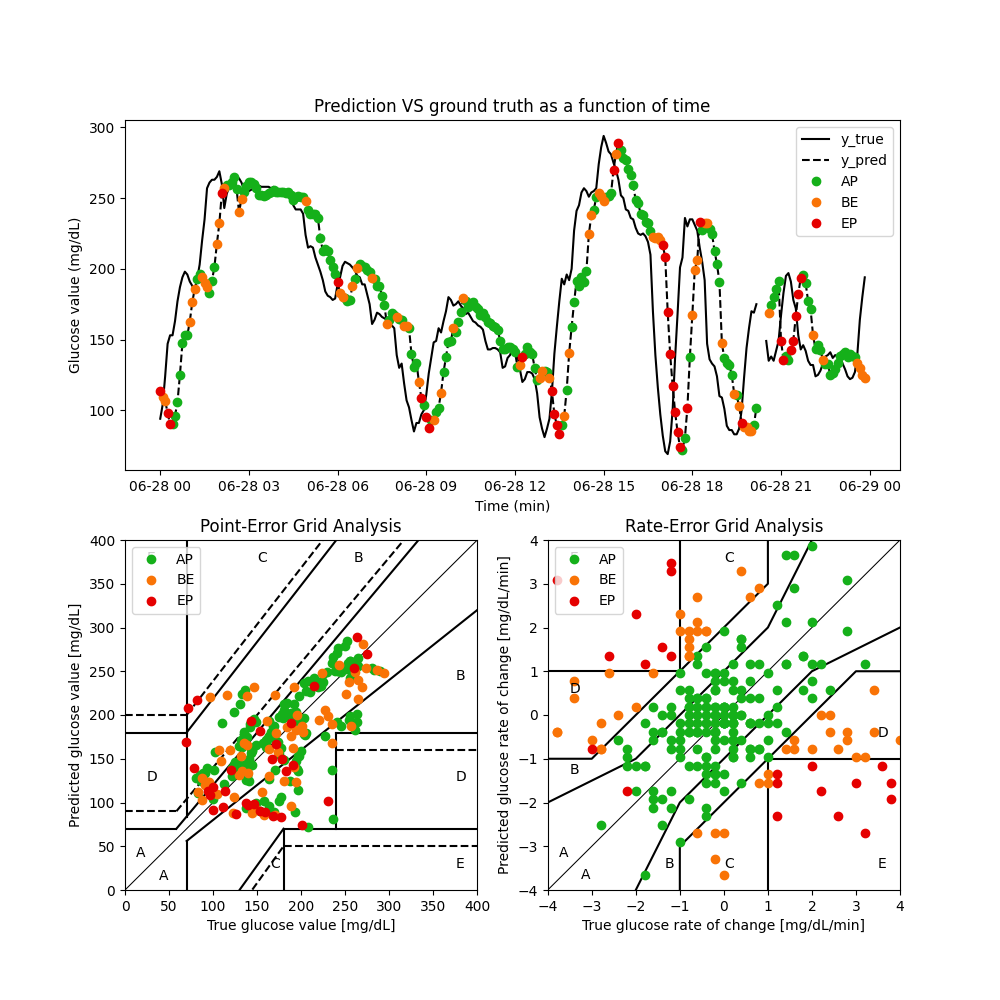 Prediction VS ground truth as a function of time
Glucose value (mg/dL)
300
250
200
150
100
y_true
y_pred
AP
BE
EP
06-28 00 06-28 03 06-28 06 06-28 09 06-28 12 06-28 15 06-28 18 06-28 21 06-29 00
Time (min)
Point-Error Grid Analysis
Predicted glucose value [mg/dL]
400
350
300
250
200
150
100
50
0
AP
BE
EP
C
B
B
D
D
A
A
C
E
0 50 100 150 200 250 300 350 400
True glucose value [mg/dL]
Rate-Error Grid Analysis
Predicted glucose rate of change [mg/dL/min]
4
3
2
1
0
−1
−2
−3
−4
AP
BE
EP
C
D
D
B
A
A
B
C
E
−4 −3 −2 −1 0 1 2 3 4
True glucose rate of change [mg/dL/min]